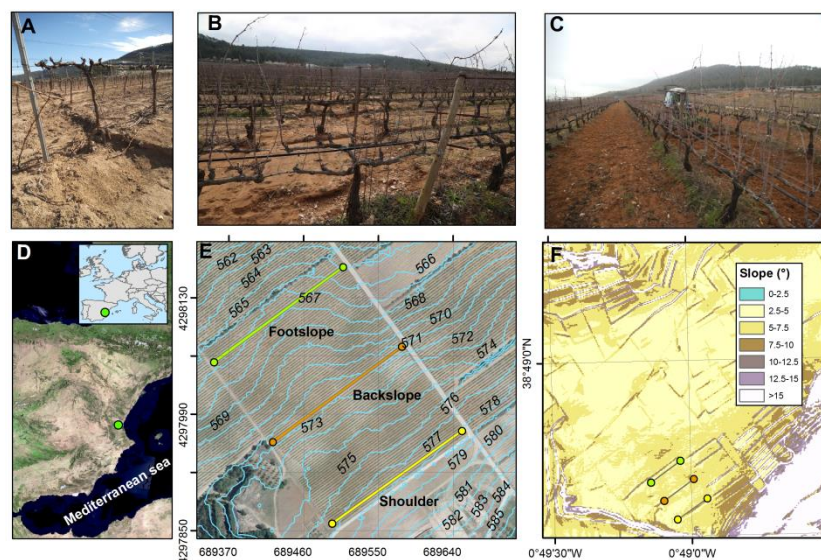 A
B
C
D
Mediterranean sea
E
562
563
564
565
566
567
568
Footslope
570
571
572
574
569
573
Backslope
576
578
575
577
580
579
Shoulder
581
584
583
582
585
4298130
4297990
4297850
689370
689460
689550
689640
F
Slope (°)
0-2.5
2.5-5
5-7.5
7.5-10
10-12.5
12.5-15
>15
38°49'0"N
0°49'30"W
0°49'0"W